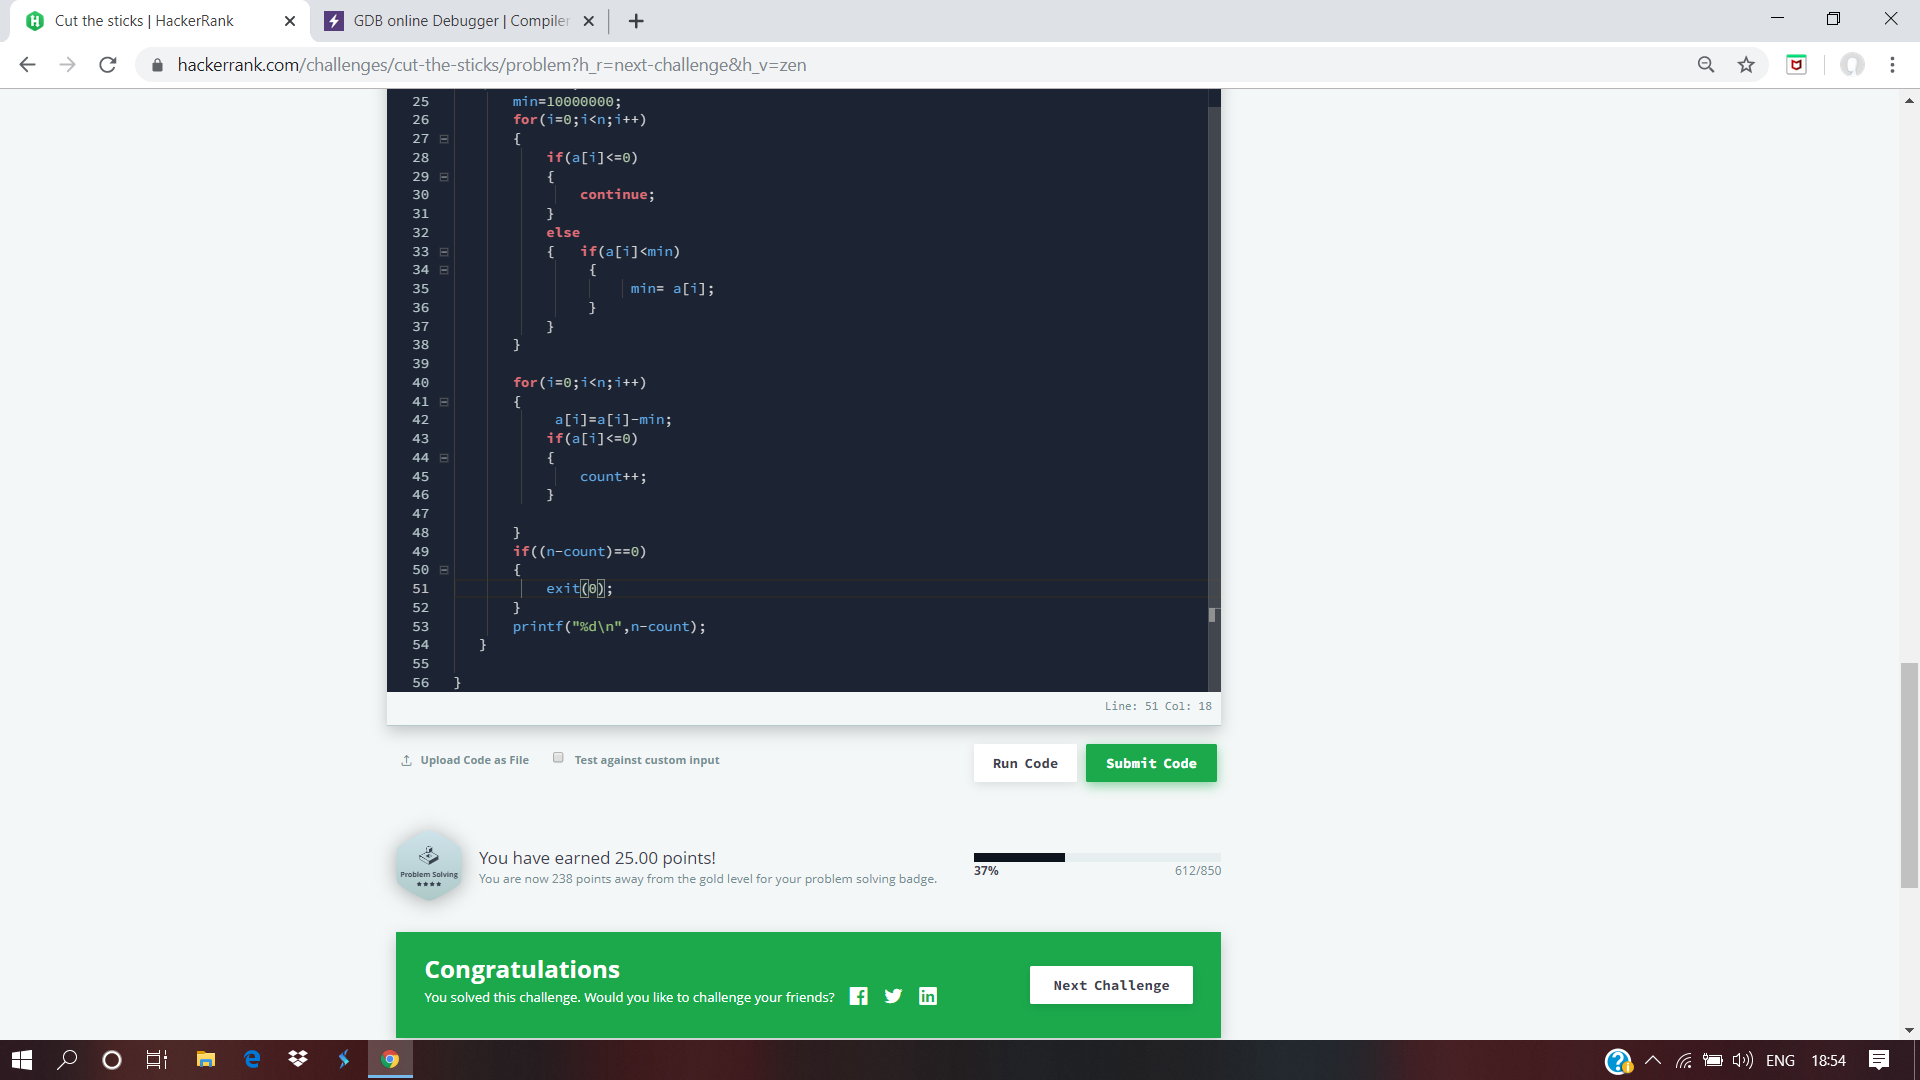 Cut the sticks | HackerRank
GDB online Debugger | Compiler
hackerrank.com/challenges/cut-the-sticks/problem?h_r=next-challenge&h_v=zen
25 min=10000000;
26 for(i=0;i<n;i++)
27 {
28 if(a[i]<=0)
29 {
30 continue;
31 }
32 else
33 { if(a[i]<min)
34 {
35 min= a[i];
36 }
37 }
38 }
39
40 for(i=0;i<n;i++)
41 {
42 a[i]=a[i]-min;
43 if(a[i]<=0)
44 {
45 count++;
46 }
47
48 }
49 if((n-count)==0)
50 {
51 exit(0);
52 }
53 printf("%d\n",n-count);
54 }
55
56 }
Line: 51 Col: 18
Upload Code as File Test against custom input Run Code Submit Code
Problem Solving
You have earned 25.00 points!
You are now 238 points away from the gold level for your problem solving badge.
37% 612/850
Congratulations
You solved this challenge. Would you like to challenge your friends?
Next Challenge
ENG 18:54